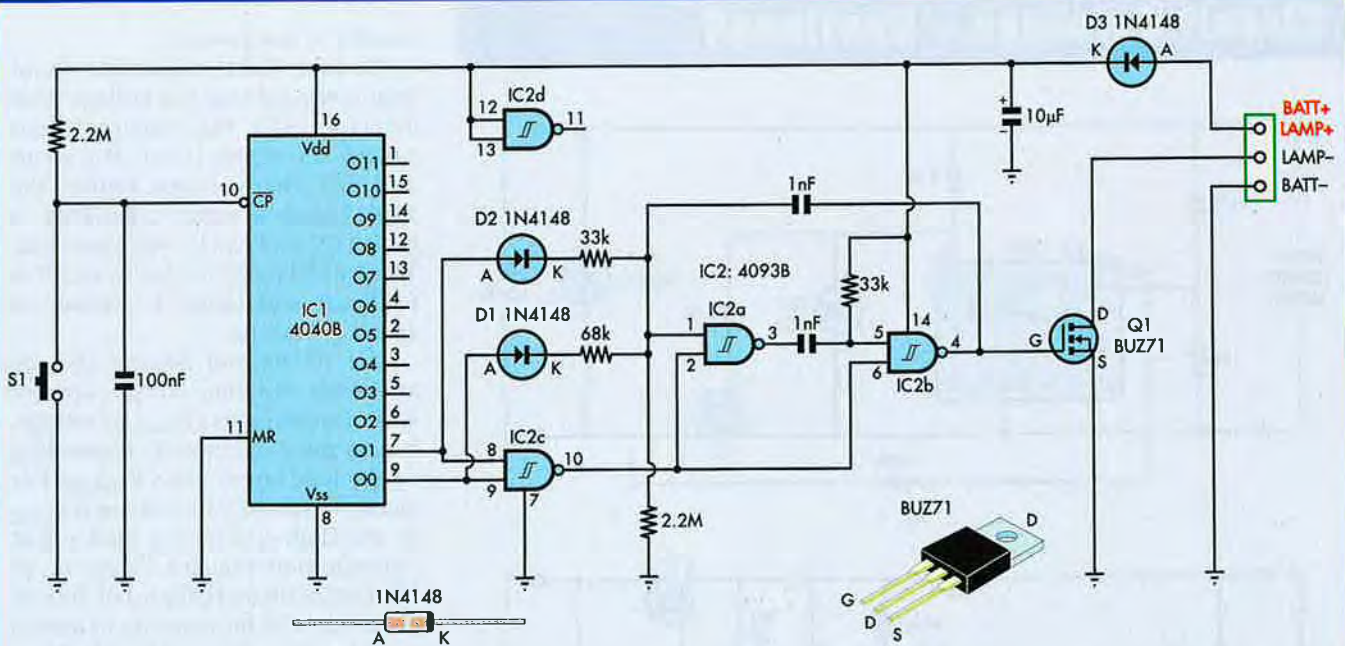 D3 1N4148
K A
BATT+
LAMP+
LAMP–
BATT–
+
10µF
–
2.2M
16
Vdd
12
IC2d
11
13
O11 1
O10 15
O9 14
O8 12
O7 13
O6 4
O5 2
O4 3
O3 5
O2 6
O1 7
O0 9
10
CP
IC1
4040B
11
MR
Vss
8
S1
100nF
D2 1N4148
A K
33k
D1 1N4148
A K
68k
1nF
IC2: 4093B
IC2a
1
2
3
1nF
33k
5
14
IC2b
6
4
IC2c
8
9
10
7
2.2M
D
G
S
Q1
BUZ71
BUZ71
D
G
D
S
1N4148
A K